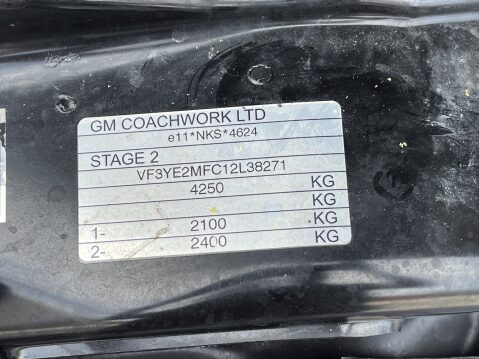 GM COACHWORK LTD
e11*NKS*4624
STAGE 2
VF3YE2MFC12L38271
4250 KG
KG
1- 2100 KG
2- 2400 KG